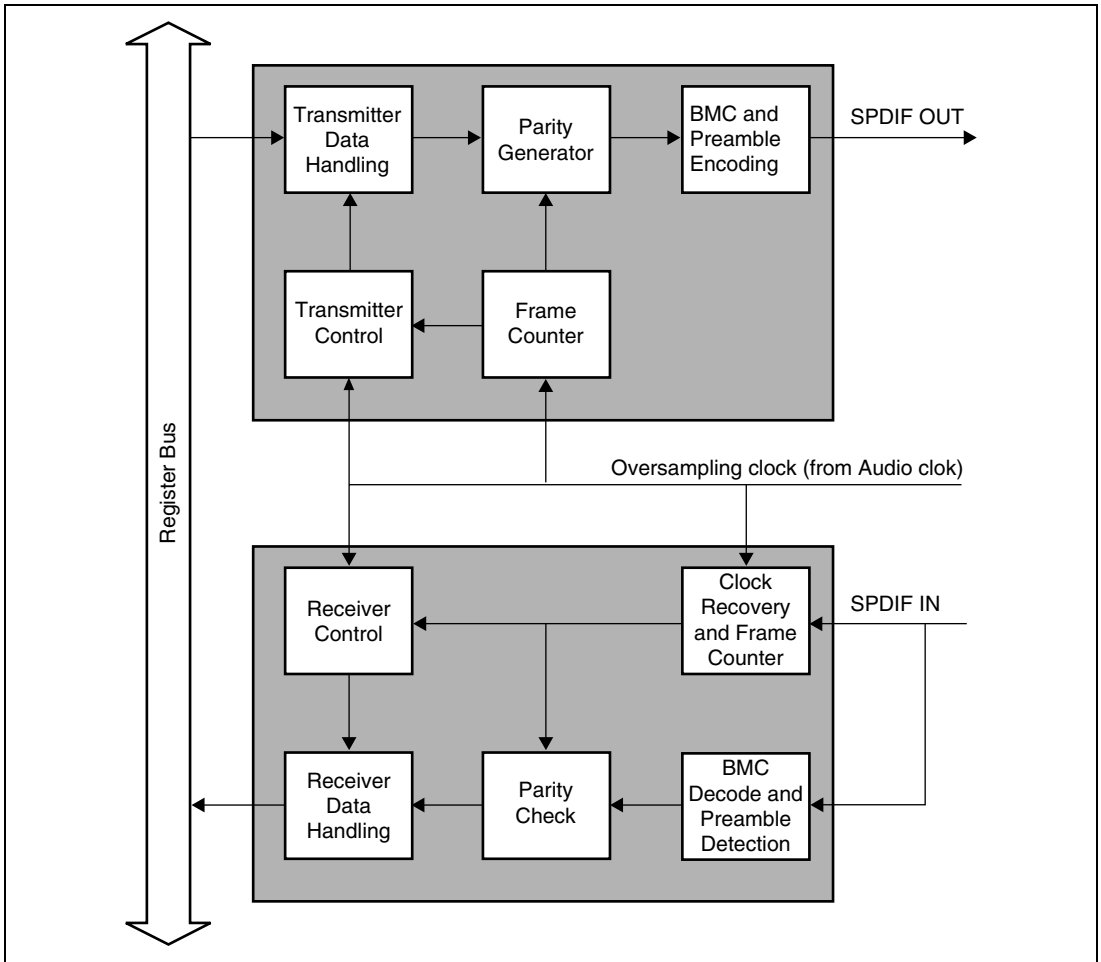 Transmitter
Data
Handling
Parity
Generator
BMC and
Preamble
Encoding
SPDIF OUT
Transmitter
Control
Frame
Counter
Register Bus
Oversampling clock (from Audio clok)
Receiver
Control
Clock
Recovery
and Frame
Counter
SPDIF IN
Receiver
Data
Handling
Parity
Check
BMC
Decode and
Preamble
Detection